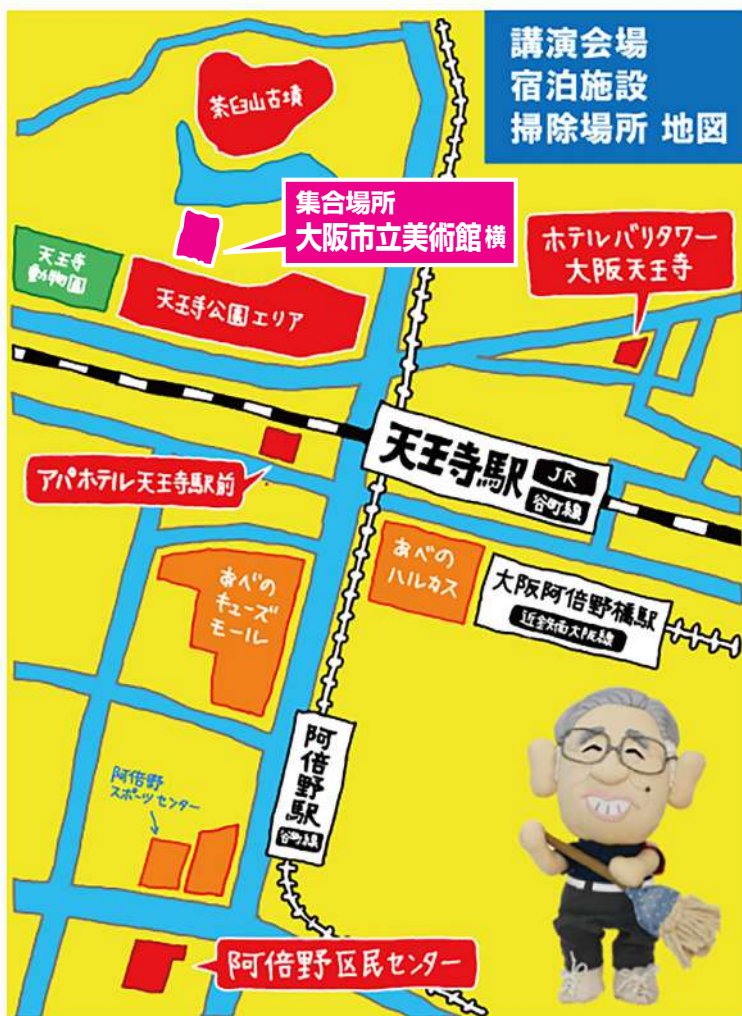 講演会場
宿泊施設
掃除場所 地図
茶臼山古墳
集合場所
大阪市立美術館横
ホテルバリタワー
大阪天王寺
天王寺
動物園
天王寺公園エリア
天王寺駅
JR
谷町線
アパホテル天王寺駅前
あべの
ハルカス
大阪阿倍野橋駅
近鉄南大阪線
あべの
キューズ
モール
阿倍野駅
谷町線
阿倍野
スポーツセンター
阿倍野区民センター